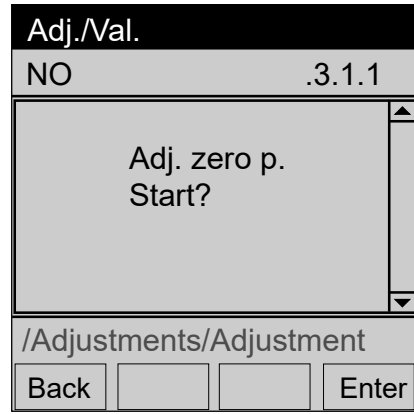 Adj./Val.
NO .3.1.1
Adj. zero p.
Start?
/Adjustments/Adjustment
Back Enter